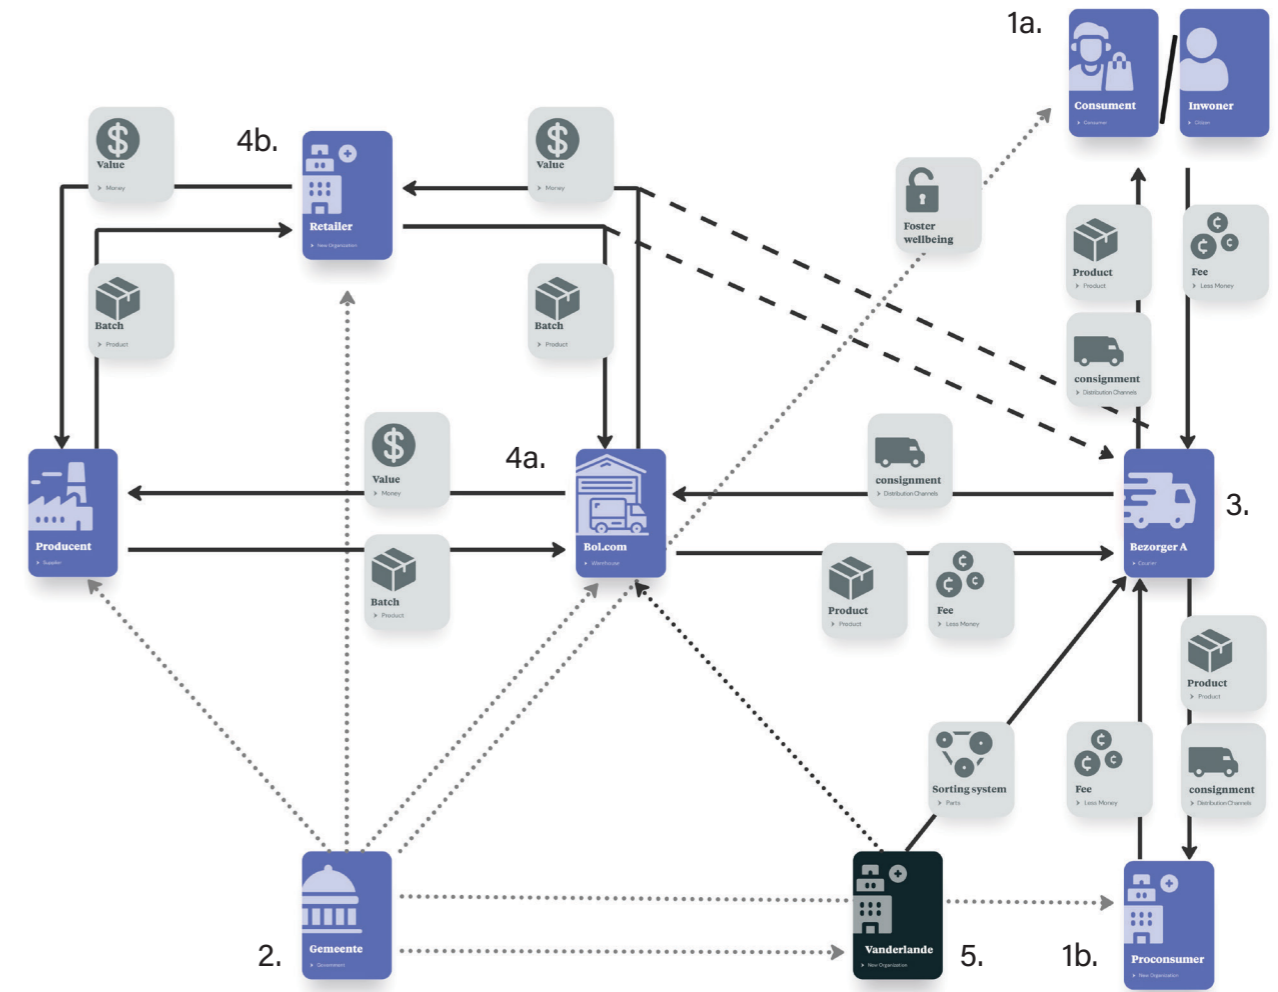 1a.
Consument
> Consumer
Inwoner
> Citizen
Value
> Money
4b.
Retailer
> New Organization
Value
> Money
Foster
wellbeing
Product
> Product
Fee
> Less Money
Batch
> Product
Batch
> Product
consignment
> Distribution Channels
Value
> Money
4a.
consignment
> Distribution Channels
3.
Producent
> Supplier
Bol.com
> Warehouse
Bezorger A
> Courier
Batch
> Product
Product
> Product
Fee
> Less Money
Product
> Product
Sorting system
> Parts
Fee
> Less Money
consignment
> Distribution Channels
2.
Gemeente
> Government
Vanderlande
> New Organization
5.
1b.
Proconsumer
> New Organization